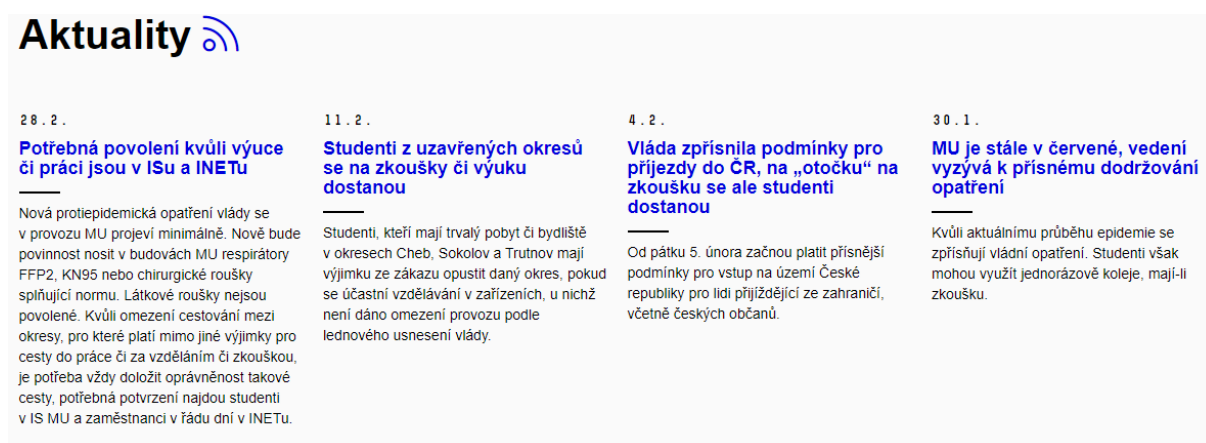 Aktuality
28.2.
Potřebná povolení kvůli výuce
či práci jsou v ISu a INETu
Nová protiepidemická opatření vlády se
v provozu MU projeví minimálně. Nově bude
povinnost nosit v budovách MU respirátory
FFP2, KN95 nebo chirurgické roušky
splňující normu. Látkové roušky nejsou
povolené. Kvůli omezení cestování mezi
okresy, pro které platí mimo jiné výjimky pro
cesty do práce či za vzděláním či zkouškou,
je potřeba vždy doložit oprávněnost takové
cesty, potřebná potvrzení najdou studenti
v IS MU a zaměstnanci v řádu dní v INETu.
11.2.
Studenti z uzavřených okresů
se na zkoušky či výuku
dostanou
Studenti, kteří mají trvalý pobyt či bydliště
v okresech Cheb, Sokolov a Trutnov mají
výjimku ze zákazu opustit daný okres, pokud
se účastní vzdělávání v zařízeních, u nichž
není dáno omezení provozu podle
lednového usnesení vlády.
4.2.
Vláda zpřísnila podmínky pro
příjezdy do ČR, na „otočku“ na
zkoušku se ale studenti
dostanou
Od pátku 5. února začnou platit přísnější
podmínky pro vstup na území České
republiky pro lidi přijíždějící ze zahraničí,
včetně českých občanů.
30.1.
MU je stále v červené, vedení
vyzývá k přísnému dodržování
opatření
Kvůli aktuálnímu průběhu epidemie se
zpřísňují vládní opatření. Studenti však
mohou využít jednorázově koleje, mají-li
zkoušku.